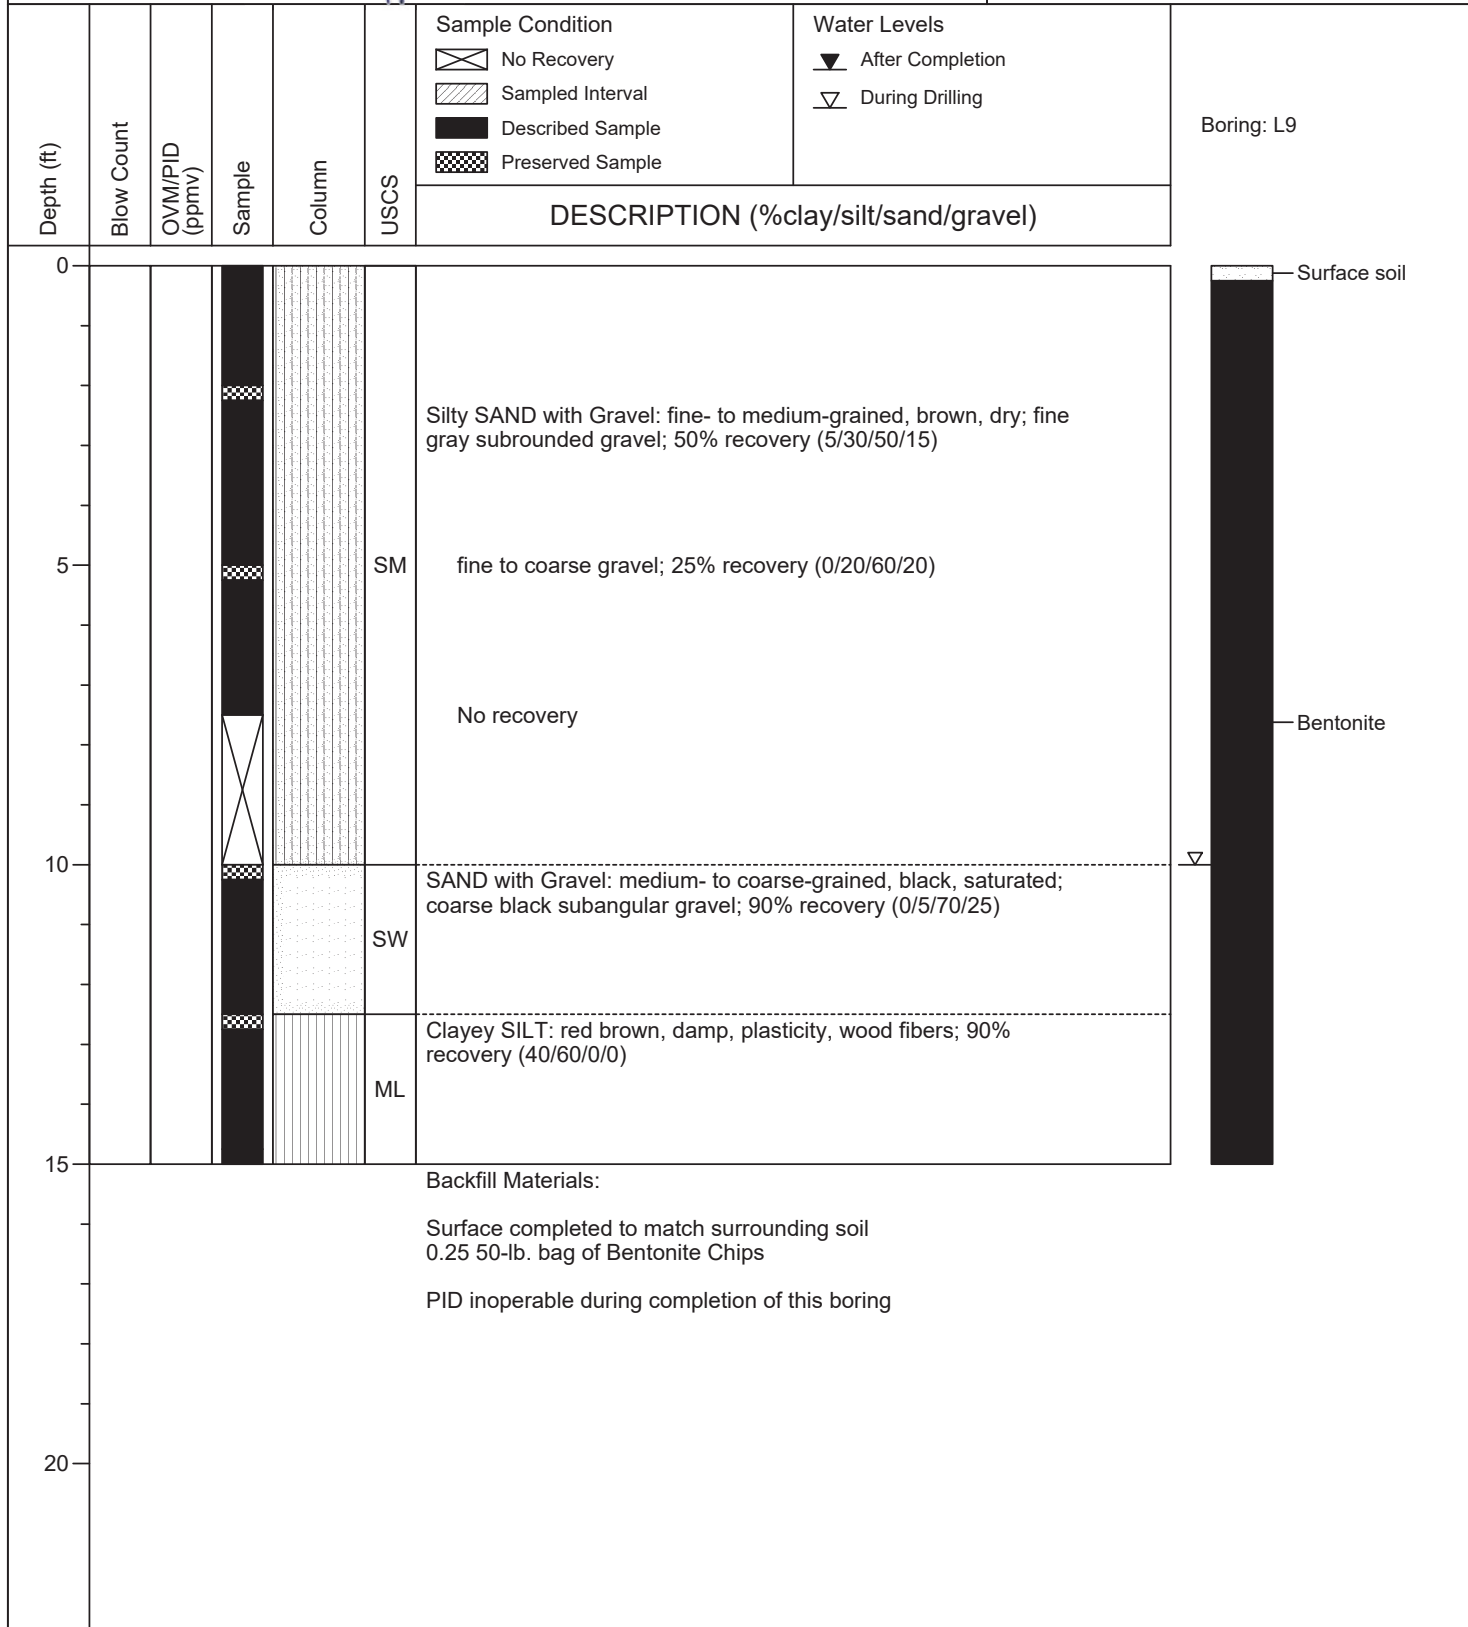 Sample Condition
No Recovery
Sampled Interval
Described Sample
Preserved Sample
Water Levels
After Completion
During Drilling
Boring: L9
Depth (ft)
Blow Count
OVM/PID
(ppmv)
Sample
Column
USCS
DESCRIPTION (%clay/silt/sand/gravel)
0
Surface soil
Silty SAND with Gravel: fine- to medium-grained, brown, dry; fine
gray subrounded gravel; 50% recovery (5/30/50/15)
5
SM
fine to coarse gravel; 25% recovery (0/20/60/20)
No recovery
Bentonite
10
SAND with Gravel: medium- to coarse-grained, black, saturated;
coarse black subangular gravel; 90% recovery (0/5/70/25)
SW
Clayey SILT: red brown, damp, plasticity, wood fibers; 90%
recovery (40/60/0/0)
ML
15
Backfill Materials:
Surface completed to match surrounding soil
0.25 50-lb. bag of Bentonite Chips
PID inoperable during completion of this boring
20